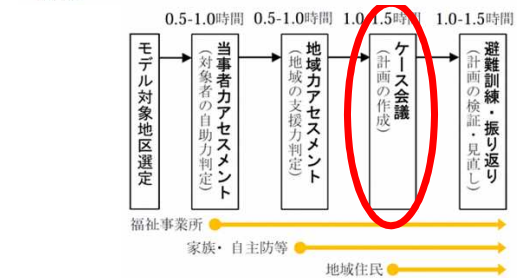 0.5-1.0時間 0.5-1.0時間 1.0-1.5時間 1.0-1.5時間
モデル対象地区選定
当事者力アセスメント
(対象者の自助力判定)
地域力アセスメント
(地域の支援力判定)
ケース会議
(計画の作成)
避難訓練・振り返り
(計画の検証・見直し)
福祉事業所
家族・自主防等
地域住民